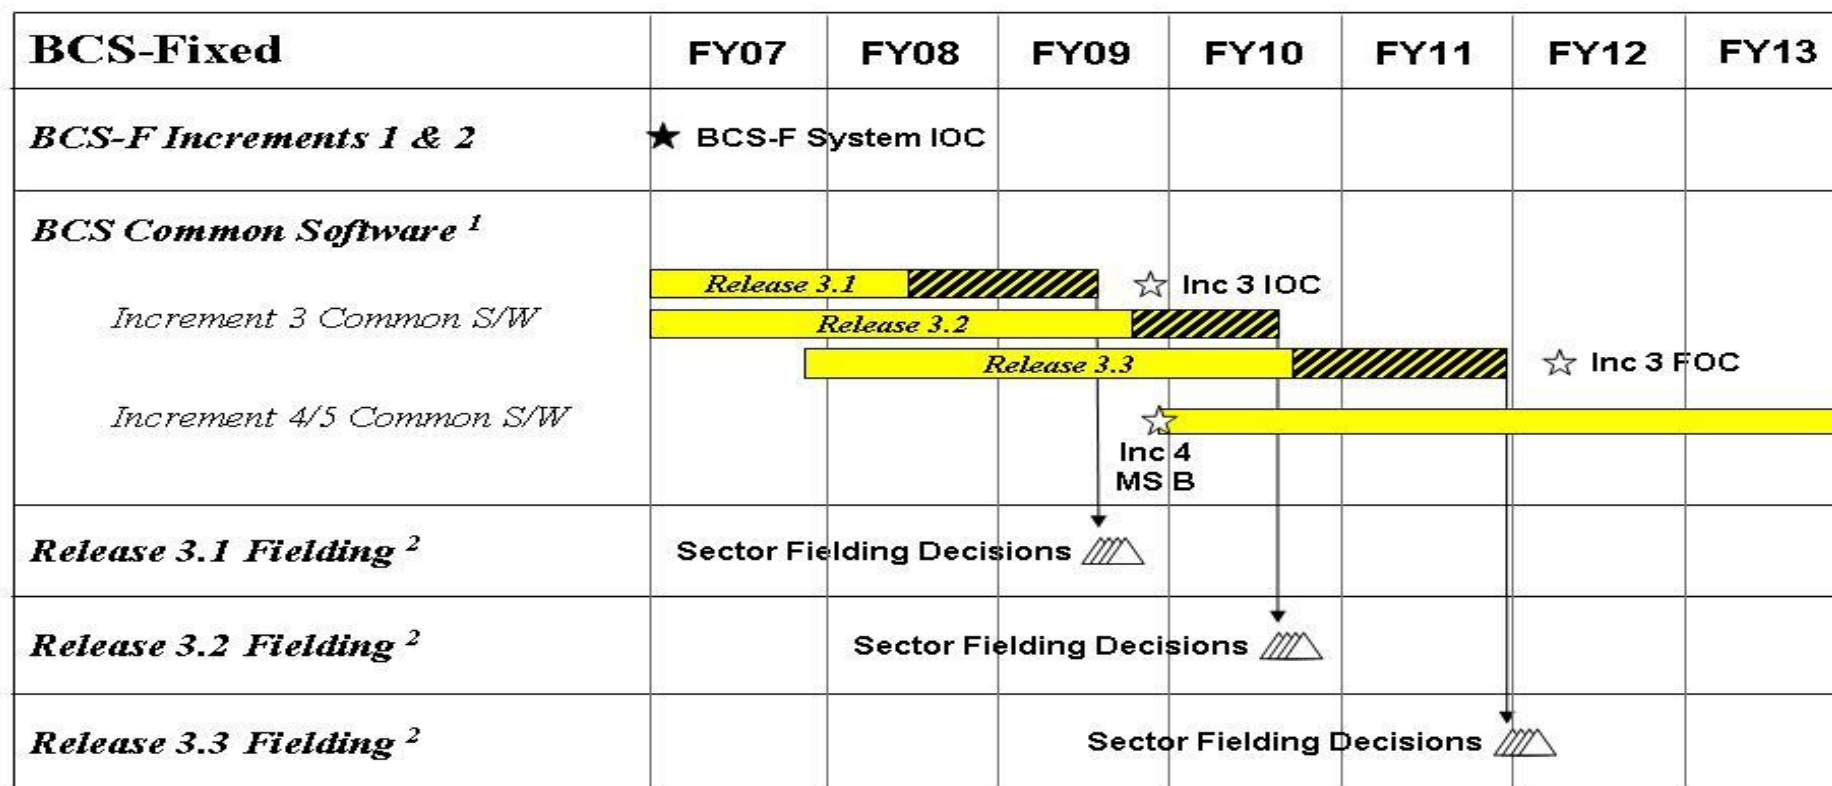 BCS-Fixed FY07 FY08 FY09 FY10 FY11 FY12 FY13
BCS-F Increments 1 & 2 ★ BCS-F System IOC
BCS Common Software ¹
Release 3.1 ☆ Inc 3 IOC
Increment 3 Common S/W Release 3.2
Release 3.3 ☆ Inc 3 FOC
Increment 4/5 Common S/W
Inc 4
MS B
Release 3.1 Fielding ² Sector Fielding Decisions
Release 3.2 Fielding ² Sector Fielding Decisions
Release 3.3 Fielding ² Sector Fielding Decisions